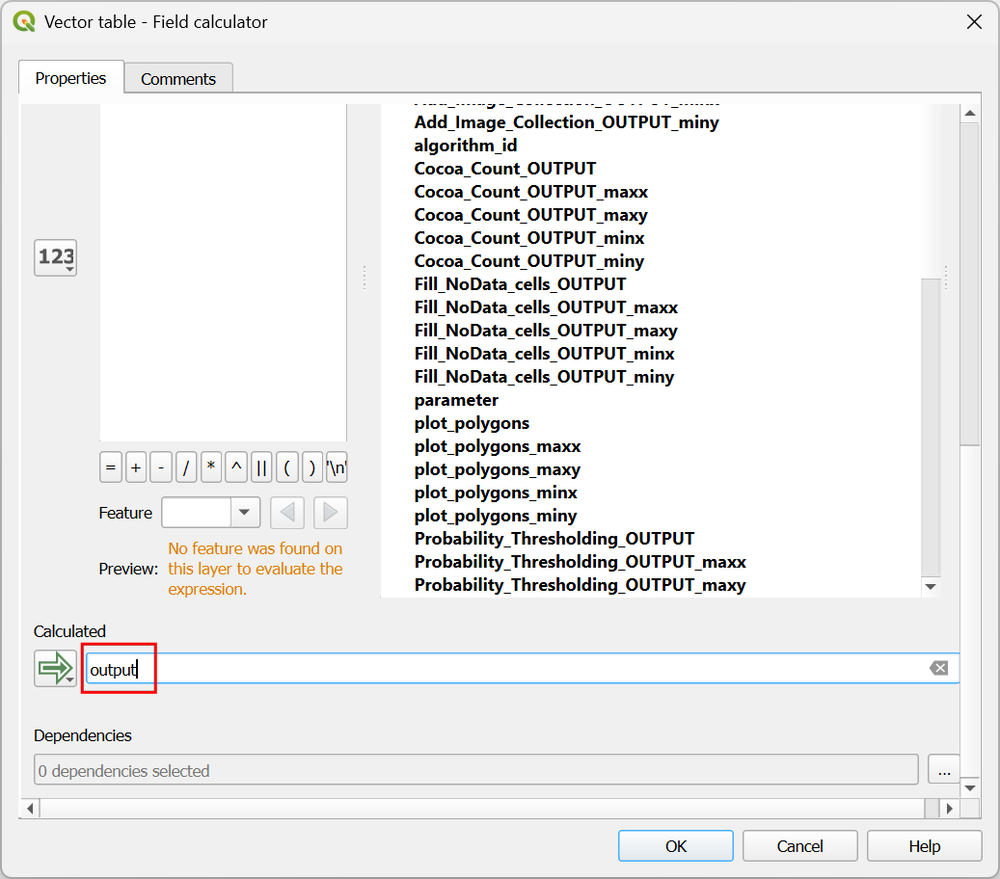 Vector table - Field calculator
Properties
Comments
Add_Image_Collection_OUTPUT_minx
Add_Image_Collection_OUTPUT_miny
algorithm_id
Cocoa_Count_OUTPUT
Cocoa_Count_OUTPUT_maxx
Cocoa_Count_OUTPUT_maxy
Cocoa_Count_OUTPUT_minx
Cocoa_Count_OUTPUT_miny
Fill_NoData_cells_OUTPUT
Fill_NoData_cells_OUTPUT_maxx
Fill_NoData_cells_OUTPUT_maxy
Fill_NoData_cells_OUTPUT_minx
Fill_NoData_cells_OUTPUT_miny
parameter
plot_polygons
plot_polygons_maxx
plot_polygons_maxy
plot_polygons_minx
plot_polygons_miny
Probability_Thresholding_OUTPUT
Probability_Thresholding_OUTPUT_maxx
Probability_Thresholding_OUTPUT_maxy
123
= + - / * ^ || ( ) '\n'
Feature
Preview:
No feature was found on
this layer to evaluate the
expression.
Calculated
output
Dependencies
0 dependencies selected
...
OK
Cancel
Help